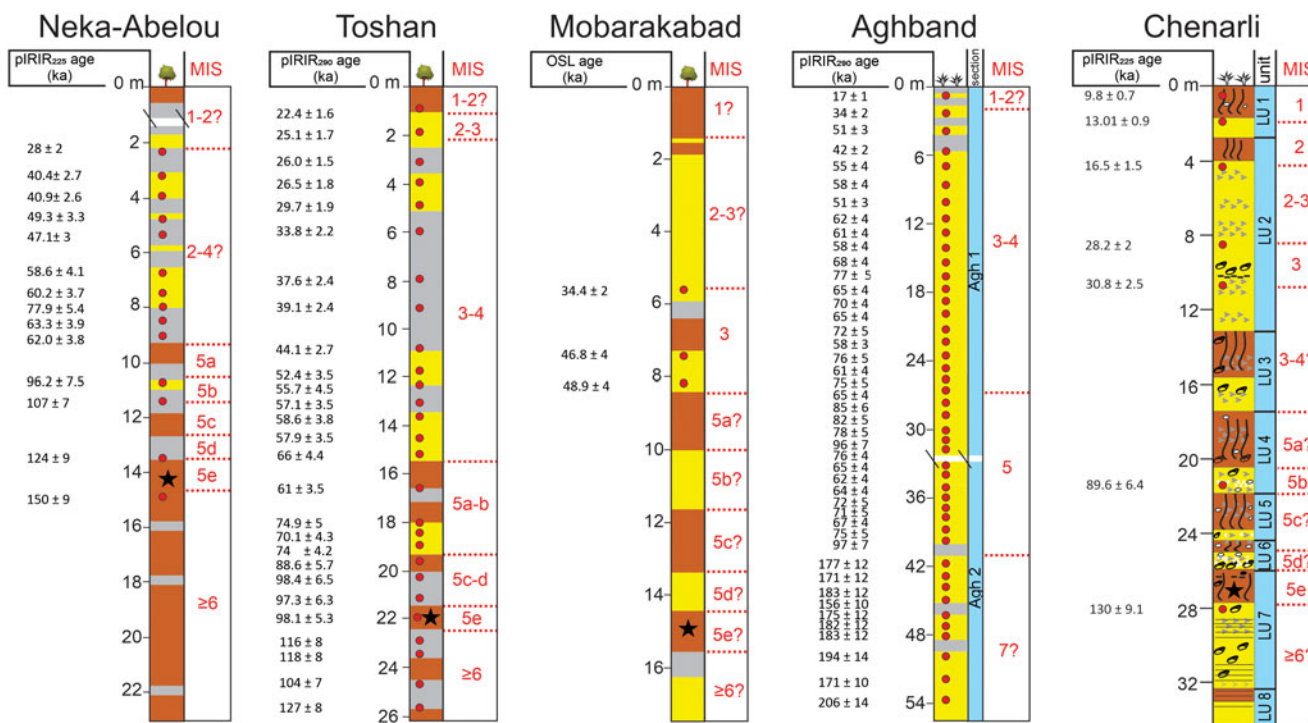 Neka-Abelou
pIRIR₂₂₅ age
(ka)
0 m
MIS
28 ± 2
40.4± 2.7
40.9± 2.6
49.3 ± 3.3
47.1± 3
58.6 ± 4.1
60.2 ± 3.7
77.9 ± 5.4
63.3 ± 3.9
62.0 ± 3.8
96.2 ± 7.5
107 ± 7
124 ± 9
150 ± 9
2
4
6
8
10
12
14
16
18
20
22
1-2?
2-4?
5a
5b
5c
5d
5e
≥6
Toshan
pIRIR₂₉₀ age
(ka)
0 m
MIS
22.4 ± 1.6
25.1 ± 1.7
26.0 ± 1.5
26.5 ± 1.8
29.7 ± 1.9
33.8 ± 2.2
37.6 ± 2.4
39.1 ± 2.4
44.1 ± 2.7
52.4 ± 3.5
55.7 ± 4.5
57.1 ± 3.5
58.6 ± 3.8
57.9 ± 3.5
66 ± 4.4
61 ± 3.5
74.9 ± 5
70.1 ± 4.3
74 ± 4.2
88.6 ± 5.7
98.4 ± 6.5
97.3 ± 6.3
98.1 ± 5.3
116 ± 8
118 ± 8
104 ± 7
127 ± 8
2
4
6
8
10
12
14
16
18
20
22
24
26
1-2?
2-3
3-4
5a-b
5c-d
5e
≥6
Mobarakabad
OSL age
(ka)
0 m
MIS
34.4 ± 2
46.8 ± 4
48.9 ± 4
2
4
6
8
10
12
14
16
1?
2-3?
3
5a?
5b?
5c?
5d?
5e?
≥6?
Aghband
pIRIR₂₉₀ age
(ka)
0 m
section
MIS
17 ± 1
34 ± 2
51 ± 3
42 ± 2
55 ± 4
58 ± 4
51 ± 3
62 ± 4
61 ± 4
58 ± 4
68 ± 4
77 ± 5
65 ± 4
70 ± 4
65 ± 4
72 ± 5
58 ± 3
76 ± 5
61 ± 4
75 ± 5
65 ± 4
85 ± 6
82 ± 5
78 ± 5
96 ± 7
76 ± 4
65 ± 4
62 ± 4
64 ± 4
72 ± 5
71 ± 5
67 ± 4
75 ± 5
97 ± 7
177 ± 12
171 ± 12
183 ± 12
156 ± 10
175 ± 12
182 ± 12
183 ± 12
194 ± 14
171 ± 10
206 ± 14
6
12
18
24
30
36
42
48
54
Agh 1
Agh 2
1-2?
3-4
5
7?
Chenarli
pIRIR₂₂₅ age
(ka)
0 m
unit
MIS
9.8 ± 0.7
13.01 ± 0.9
16.5 ± 1.5
28.2 ± 2
30.8 ± 2.5
89.6 ± 6.4
130 ± 9.1
4
8
12
16
20
24
28
32
LU 1
LU 2
LU 3
LU 4
LU 5
LU 6
LU 7
LU 8
1
2
2-3
3
3-4?
5a?
5b
5c?
5d?
5e
≥6?